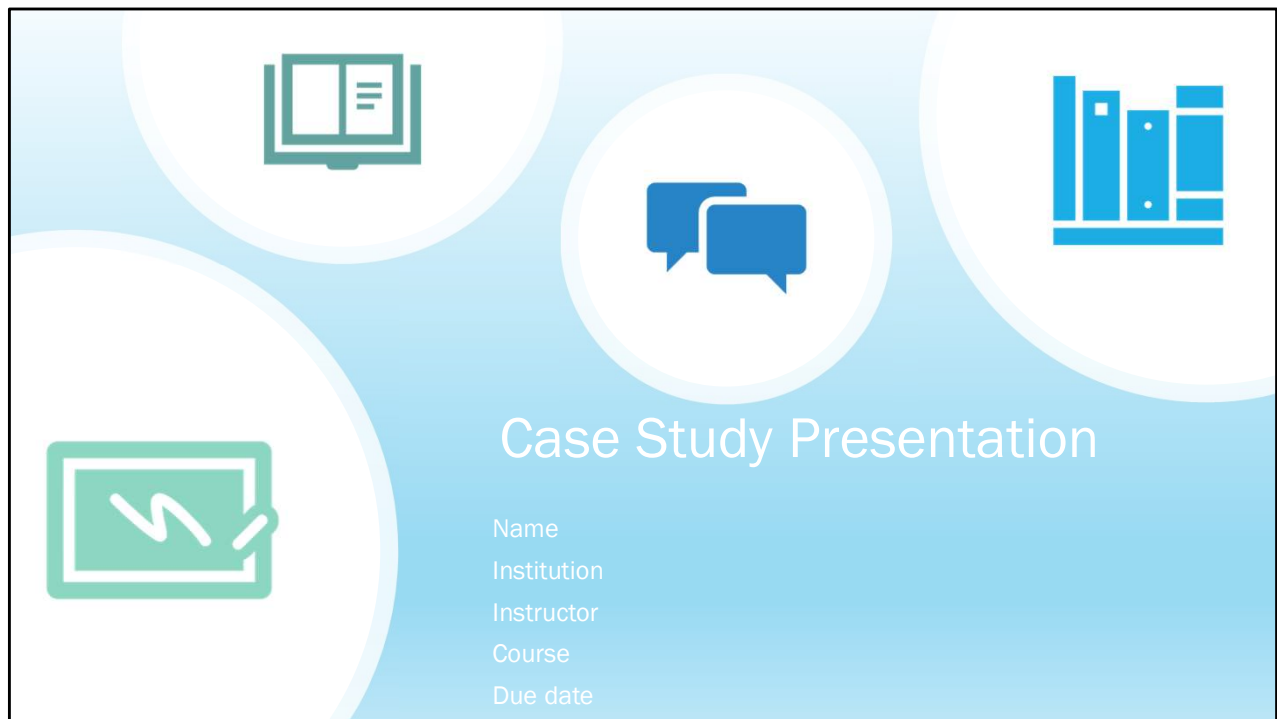 Case Study Presentation
Name
Institution
Instructor
Course
Due date